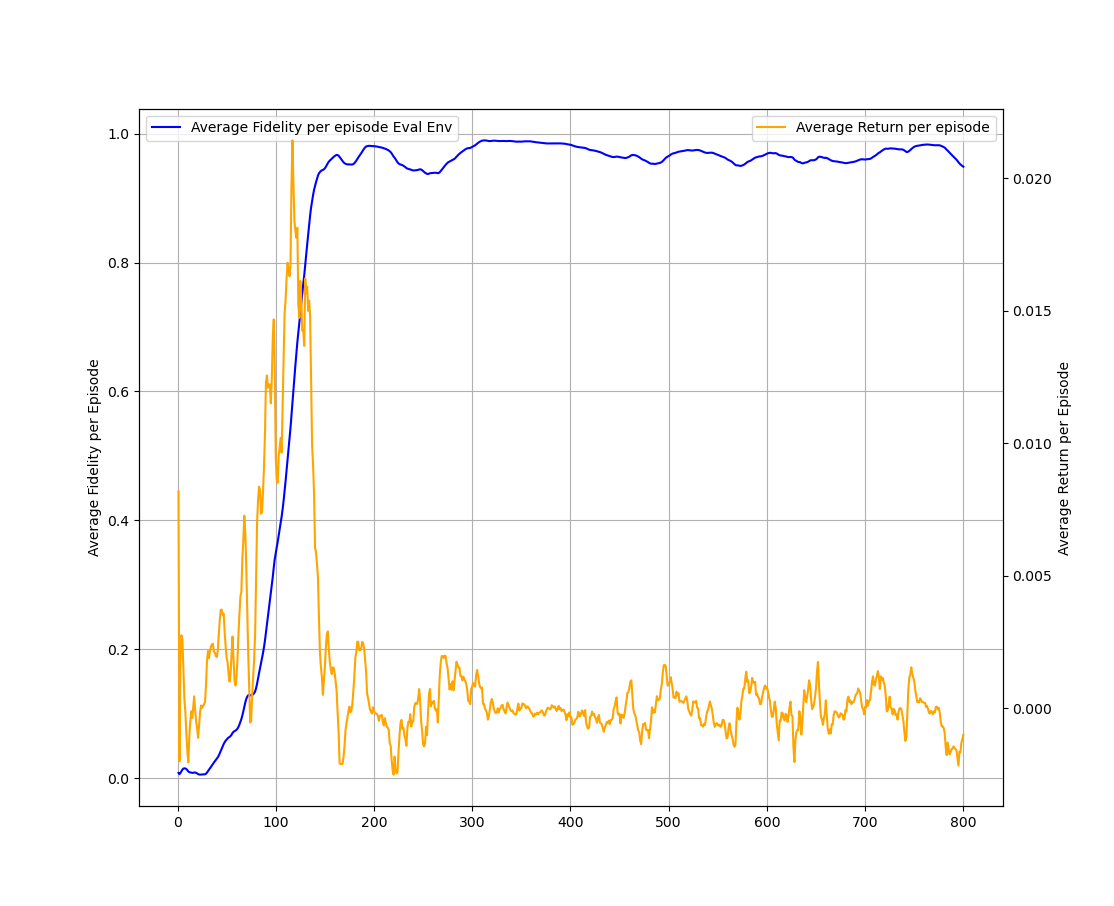 Average Fidelity per episode Eval Env
Average Return per episode
1.0
0.8
0.6
0.4
0.2
0.0
Average Fidelity per Episode
0.020
0.015
0.010
0.005
0.000
Average Return per Episode
0 100 200 300 400 500 600 700 800